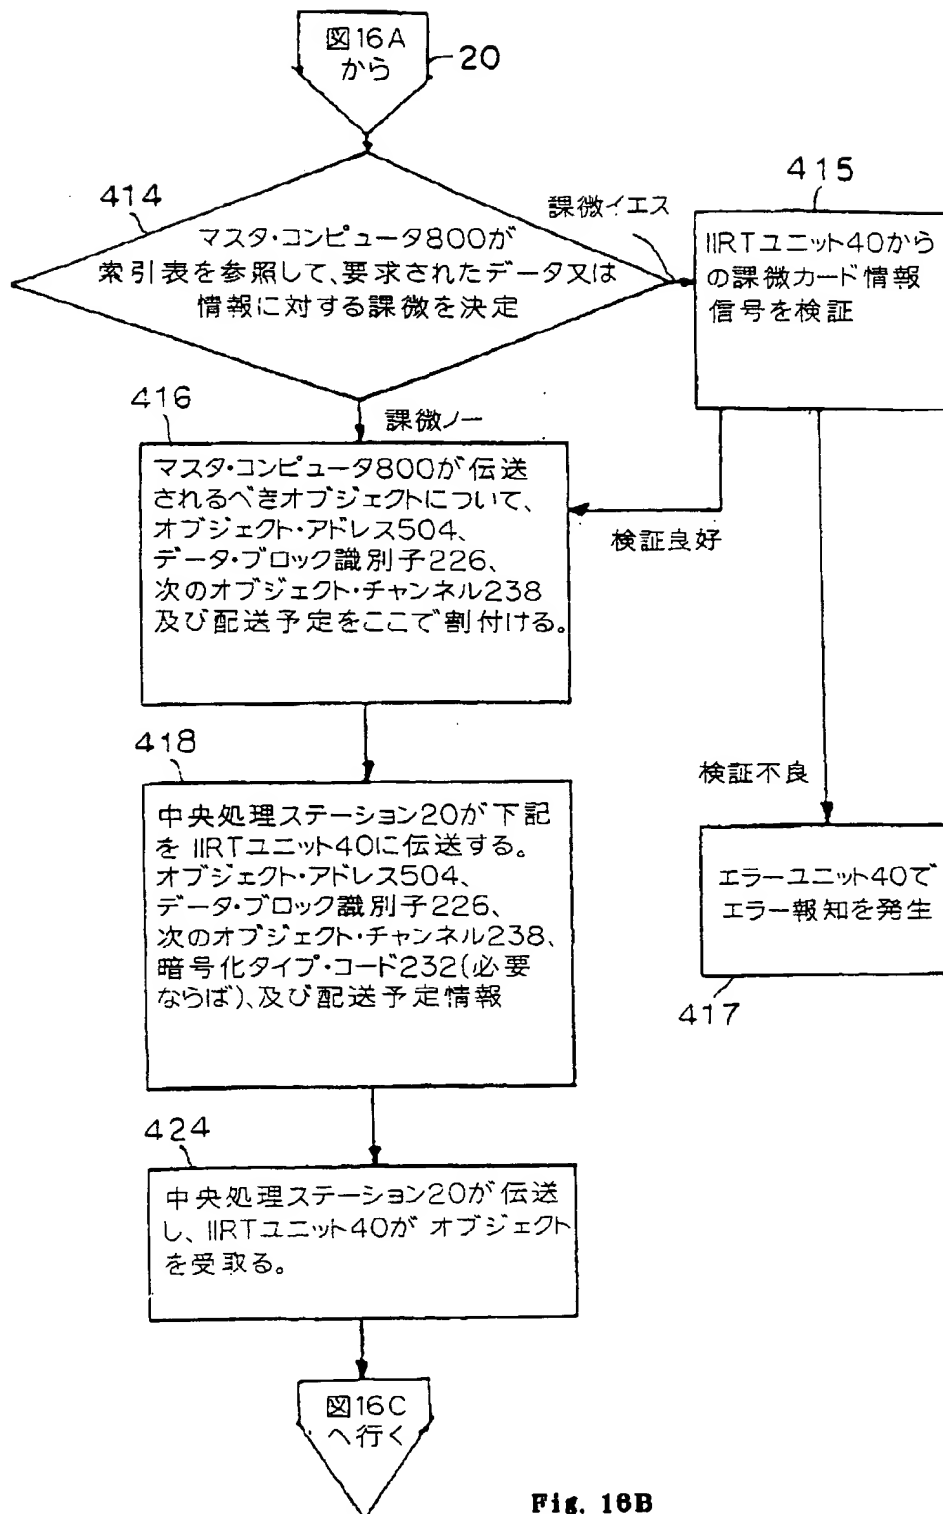 図16A
から
20
414
マスタ・コンピュータ800が
索引表を参照して、要求されたデータ又は
情報に対する課微を決定
課微イエス
415
IIRTユニット40から
の課微カード情報
信号を検証
416
課微ノー
マスタ・コンピュータ800が伝送
されるべきオブジェクトについて、
オブジェクト・アドレス504、
データ・ブロック識別子226、
次のオブジェクト・チャンネル238
及び配送予定をここで割付ける。
検証良好
418
中央処理ステーション20が下記
を IIRTユニット40に伝送する。
オブジェクト・アドレス504、
データ・ブロック識別子226、
次のオブジェクト・チャンネル238、
暗号化タイプ・コード232(必要
ならば)、及び配送予定情報
検証不良
エラーユニット40で
エラー報知を発生
417
424
中央処理ステーション20が伝送
し、IIRTユニット40がオブジェクト
を受取る。
図16C
へ行く
Fig. 16B